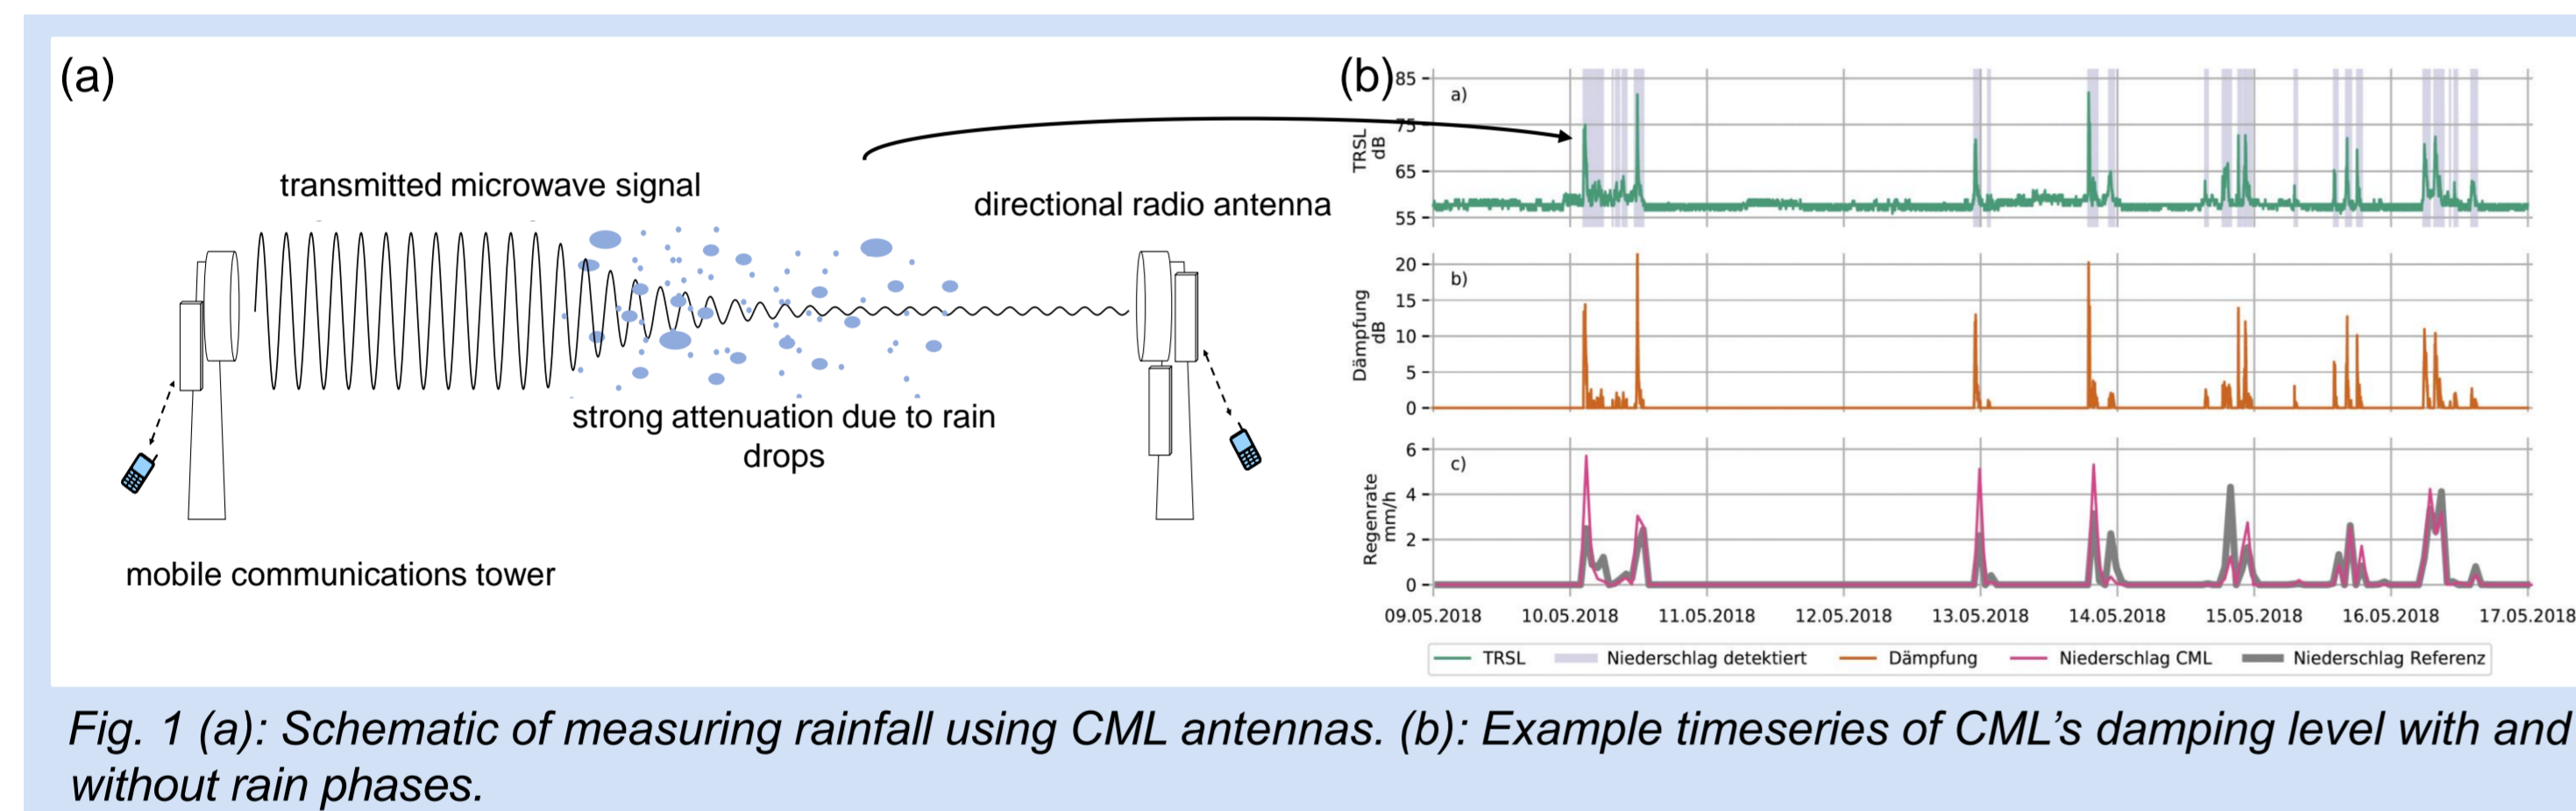 (a)
transmitted microwave signal
directional radio antenna
strong attenuation due to rain
drops
mobile communications tower
(b)
a)
TRSL
dB
85
75
65
55
b)
Dämpfung
dB
20
15
10
5
0
c)
Regenrate
mm/h
6
4
2
0
09.05.2018 10.05.2018 11.05.2018 12.05.2018 13.05.2018 14.05.2018 15.05.2018 16.05.2018 17.05.2018
TRSL Niederschlag detektiert Dämpfung Niederschlag CML Niederschlag Referenz
Fig. 1 (a): Schematic of measuring rainfall using CML antennas. (b): Example timeseries of CML’s damping level with and
without rain phases.